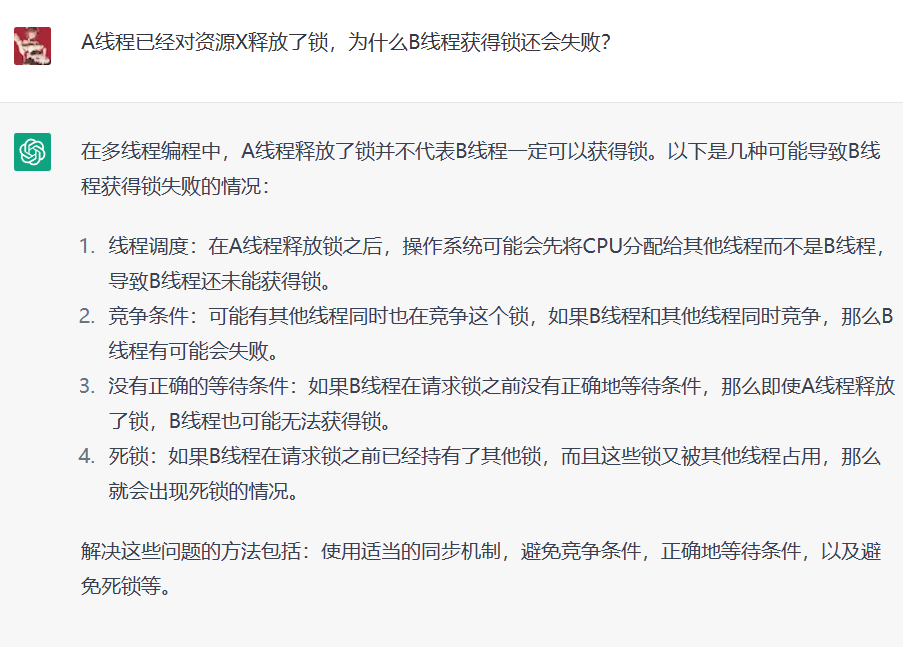 A线程已经对资源X释放了锁，为什么B线程获得锁还会失败？
在多线程编程中，A线程释放了锁并不代表B线程一定可以获得锁。以下是几种可能导致B线
程获得锁失败的情况：
1. 线程调度：在A线程释放锁之后，操作系统可能会先将CPU分配给其他线程而不是B线程，
导致B线程还未能获得锁。
2. 竞争条件：可能有其他线程同时也在竞争这个锁，如果B线程和其他线程同时竞争，那么B
线程有可能会失败。
3. 没有正确的等待条件：如果B线程在请求锁之前没有正确地等待条件，那么即使A线程释放
了锁，B线程也可能无法获得锁。
4. 死锁：如果B线程在请求锁之前已经持有了其他锁，而且这些锁又被其他线程占用，那么
就会出现死锁的情况。
解决这些问题的方法包括：使用适当的同步机制，避免竞争条件，正确地等待条件，以及避
免死锁等。